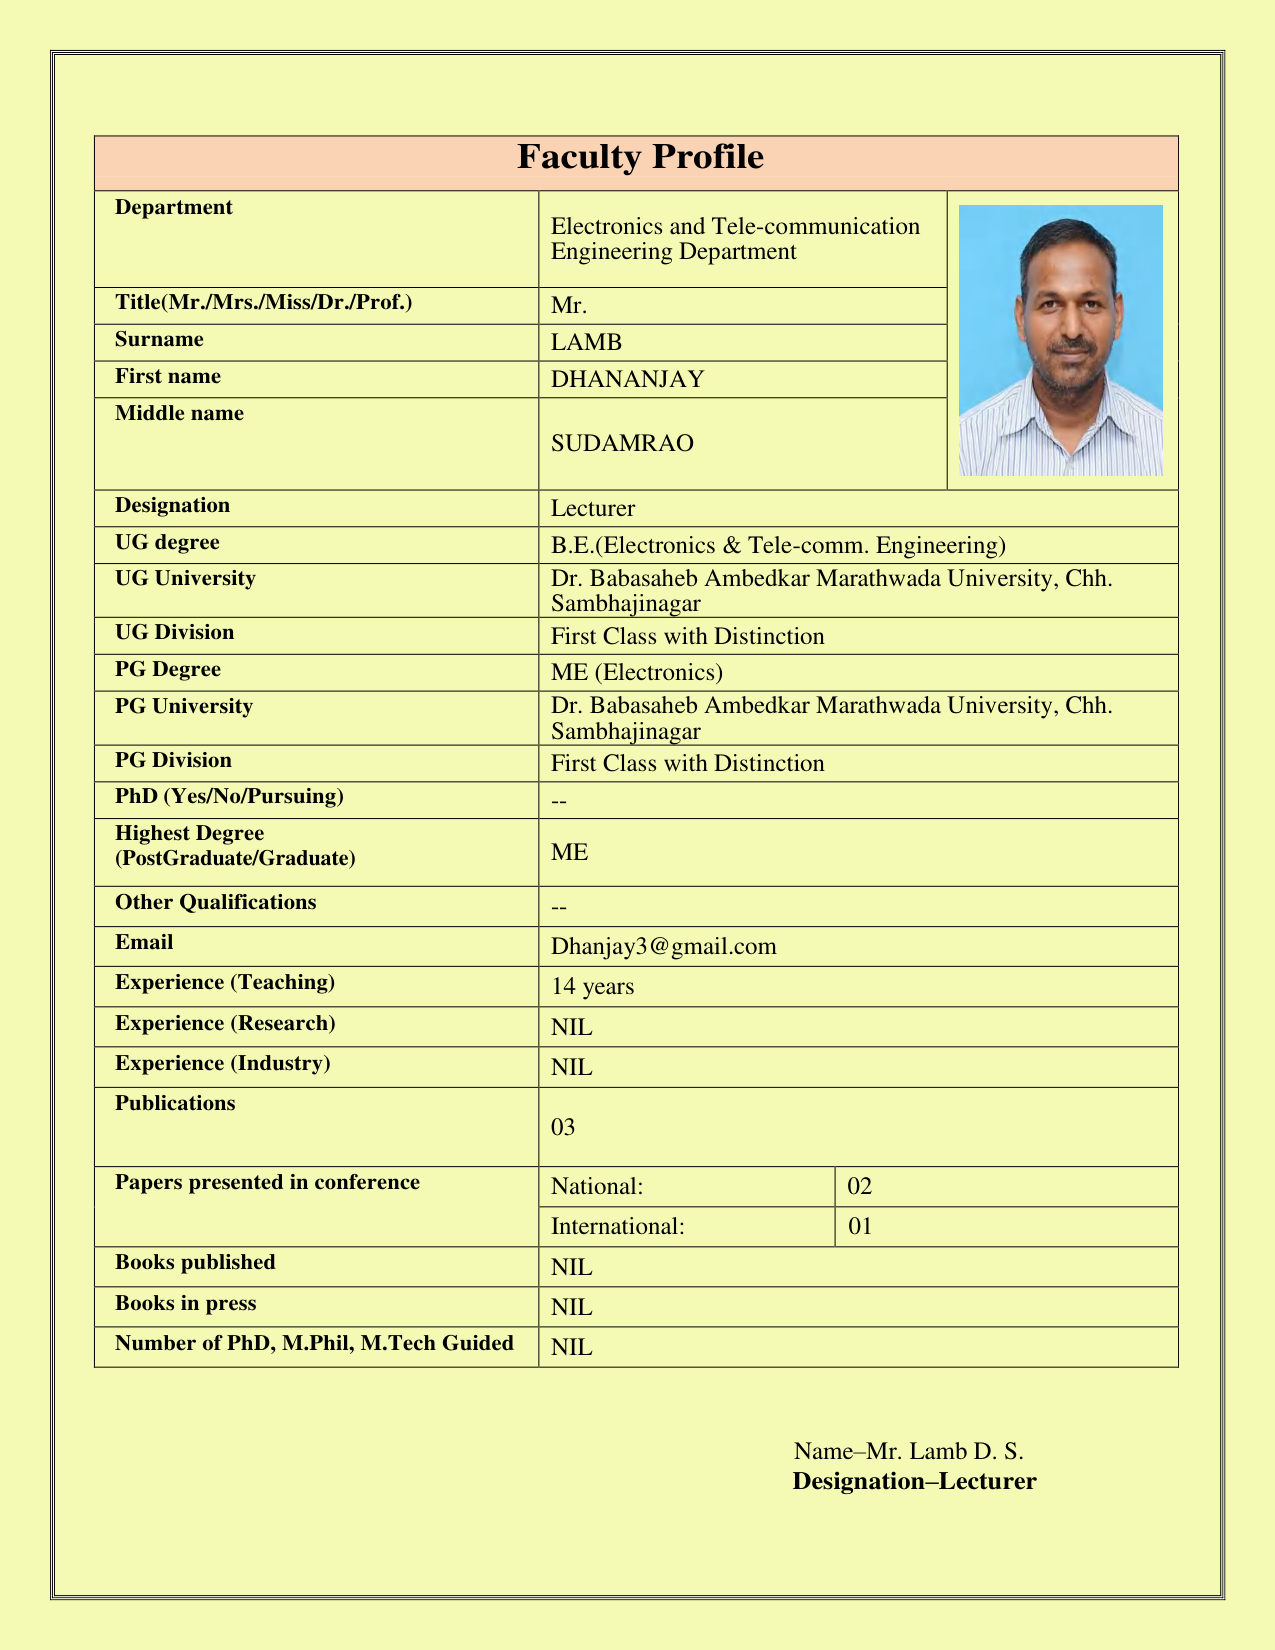 Faculty Profile
Department
Electronics and Tele-communication
Engineering Department
Title(Mr./Mrs./Miss/Dr./Prof.)
Mr.
Surname
LAMB
First name
DHANANJAY
Middle name
SUDAMRAO
Designation
Lecturer
UG degree
B.E.(Electronics & Tele-comm. Engineering)
UG University
Dr. Babasaheb Ambedkar Marathwada University, Chh.
Sambhajinagar
UG Division
First Class with Distinction
PG Degree
ME (Electronics)
PG University
Dr. Babasaheb Ambedkar Marathwada University, Chh.
Sambhajinagar
PG Division
First Class with Distinction
PhD (Yes/No/Pursuing)
--
Highest Degree
(PostGraduate/Graduate)
ME
Other Qualifications
--
Email
Dhanjay3@gmail.com
Experience (Teaching)
14 years
Experience (Research)
NIL
Experience (Industry)
NIL
Publications
03
Papers presented in conference
National:
02
International:
01
Books published
NIL
Books in press
NIL
Number of PhD, M.Phil, M.Tech Guided
NIL
Name–Mr. Lamb D. S.
Designation–Lecturer